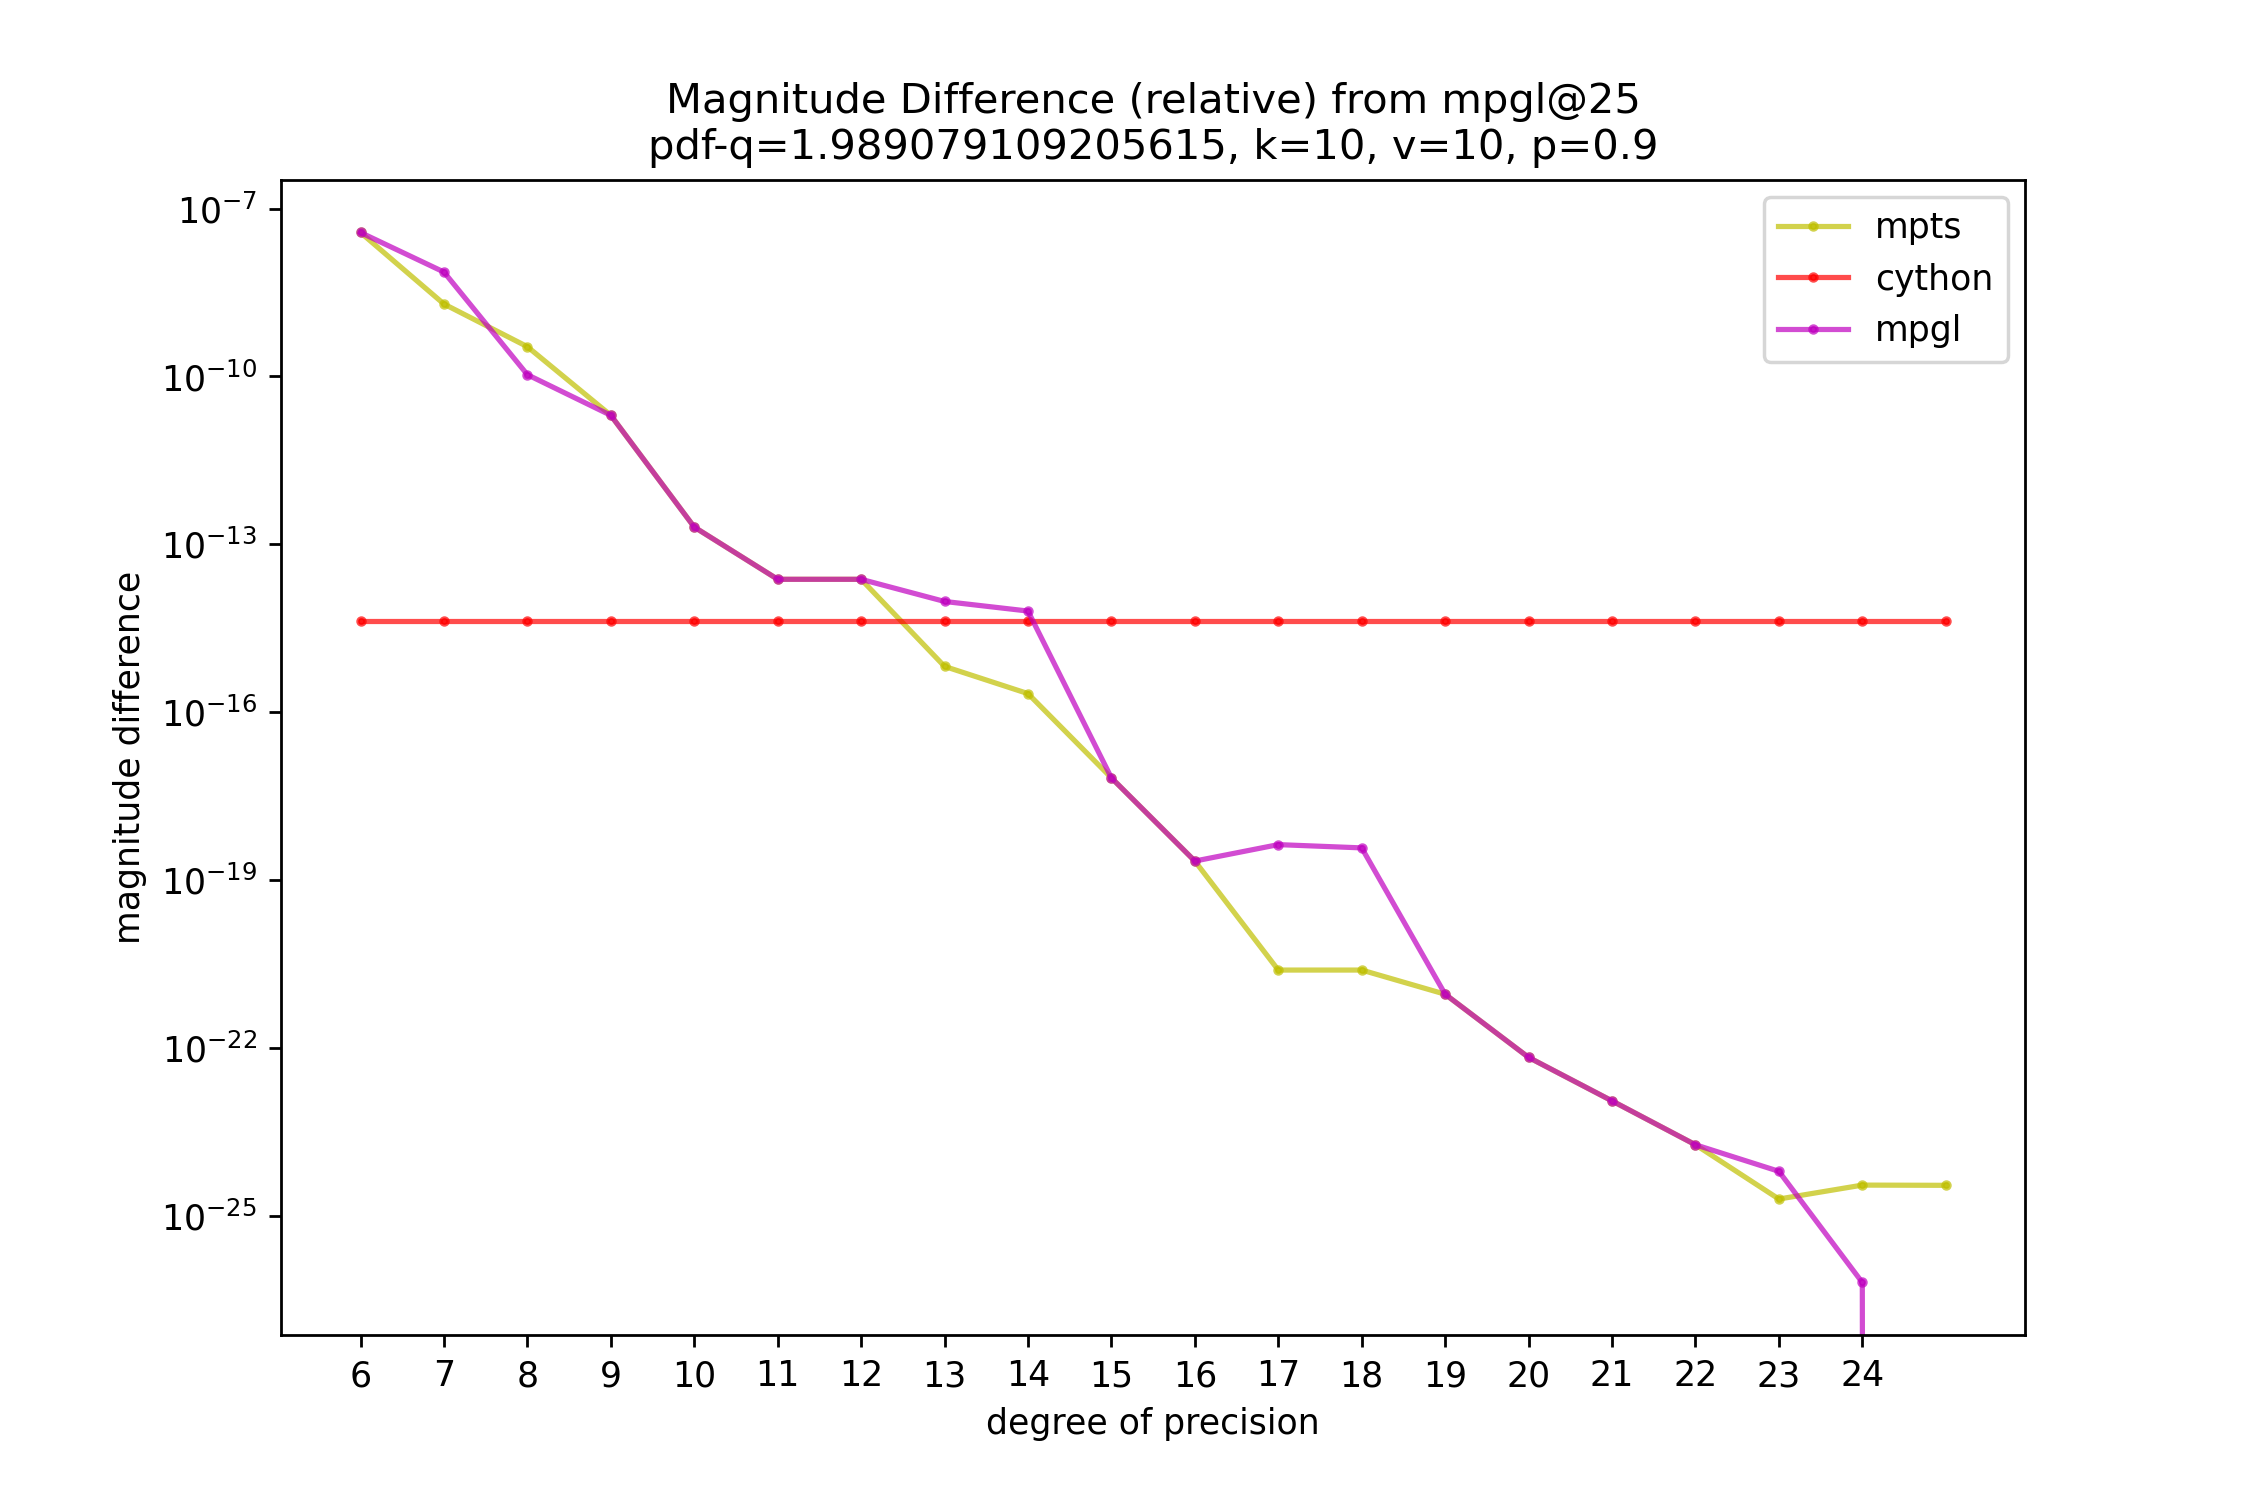 Magnitude Difference (relative) from mpgl@25
pdf-q=1.989079109205615, k=10, v=10, p=0.9
mpts
cython
mpgl
magnitude difference
10⁻⁷
10⁻¹⁰
10⁻¹³
10⁻¹⁶
10⁻¹⁹
10⁻²²
10⁻²⁵
6 7 8 9 10 11 12 13 14 15 16 17 18 19 20 21 22 23 24
degree of precision